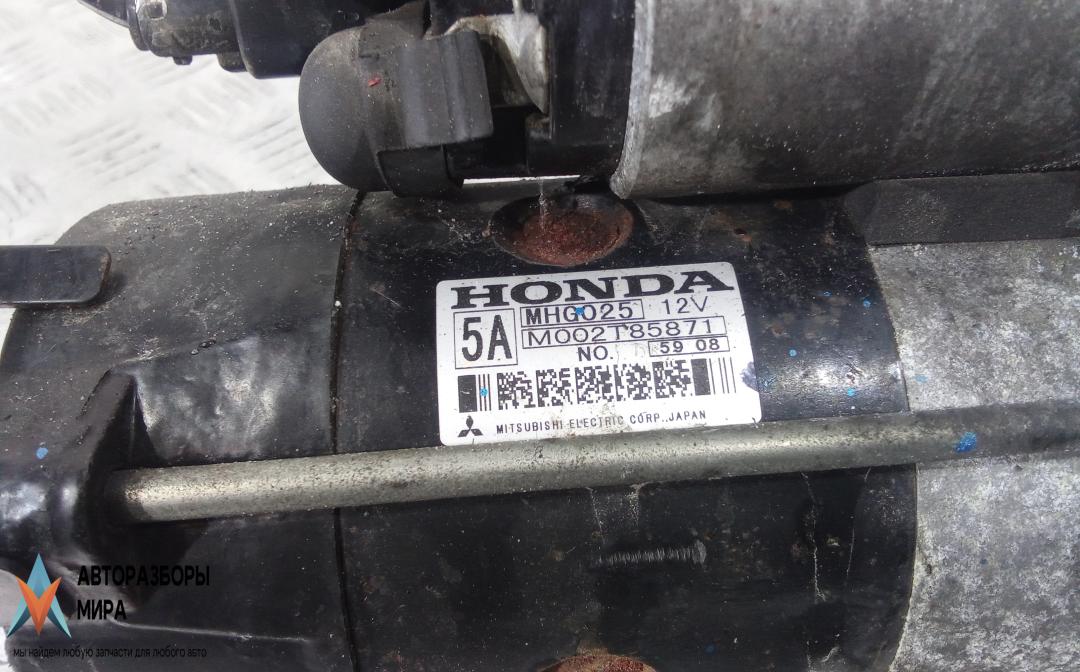 HONDA
5A
MHG025 12V
M002T85871
NO. 59 08
MITSUBISHI ELECTRIC CORP., JAPAN
АВТОРАЗБОРЫ
МИРА
мы найдем любую запчасти для любого авто